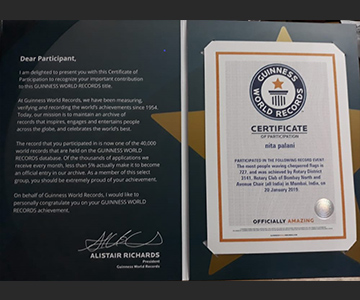 Dear Participant,
I am delighted to present you with this Certificate of
Participation to recognise your important contribution
to this GUINNESS WORLD RECORDS title.
At Guinness World Records, we have been measuring,
verifying and recording the world's achievements since 1954.
Today, our mission is to maintain an archive of
records that inspires, engages and entertains people
across the globe, and celebrates the world's best.
The record that you participated in is now one of the 40,000
world records that are held on the GUINNESS WORLD
RECORDS database. Of the thousands of applications we
receive every month, less than 5% actually make it to become
an official entry in our archive. As a member of this select
group, you should be extremely proud of your achievement.
On behalf of Guinness World Records, I would like to
personally congratulate you on your GUINNESS WORLD
RECORDS achievement.
ALISTAIR RICHARDS
President
Guinness World Records
GUINNESS
WORLD
RECORDS
CERTIFICATE
OF PARTICIPATION
nita palani
PARTICIPATED IN THE FOLLOWING RECORD EVENT
The most people waving chequered flags is
727, and was achieved by Rotary District
3141, Rotary Club of Bombay North and
Avenue Chair (all India) in Mumbai, India, on
20 January 2019.
OFFICIALLY AMAZING